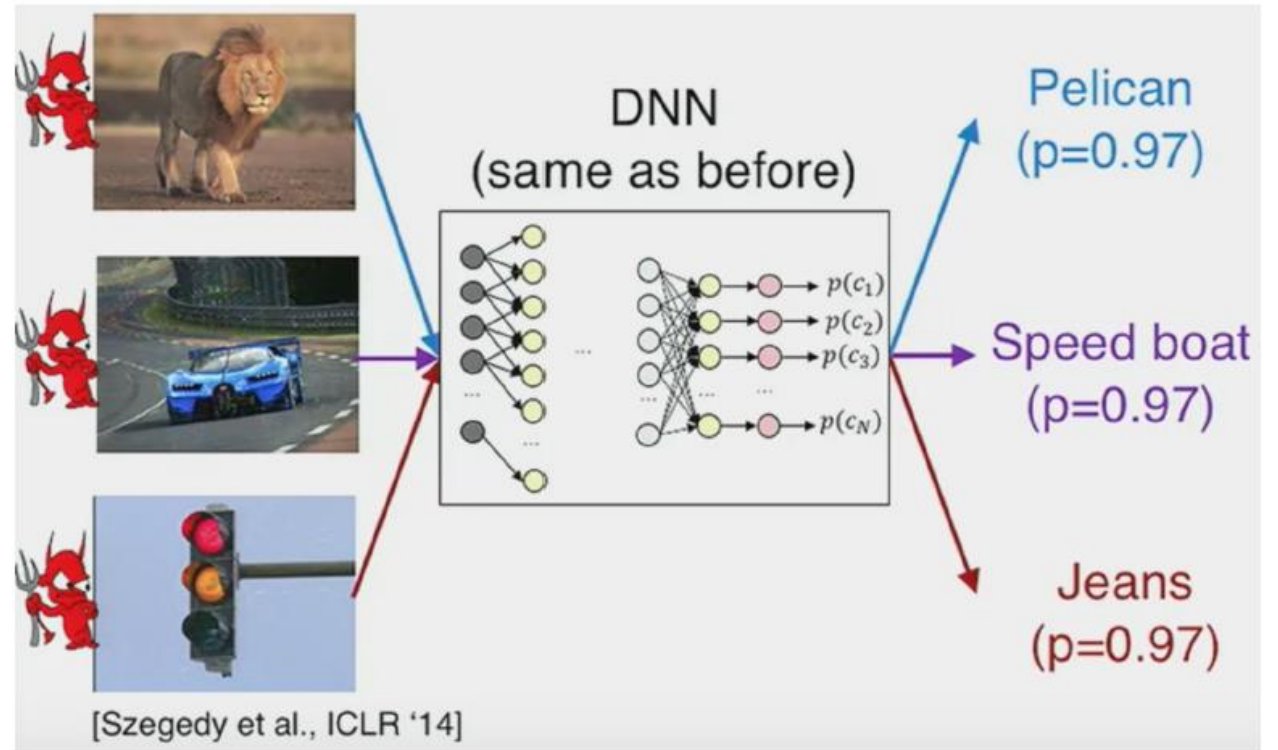 DNN
(same as before)
Pelican
(p=0.97)
Speed boat
(p=0.97)
Jeans
(p=0.97)
...
...
...
...
...
...
p(c₁)
p(c₂)
p(c₃)
p(c_N)
[Szegedy et al., ICLR ‘14]